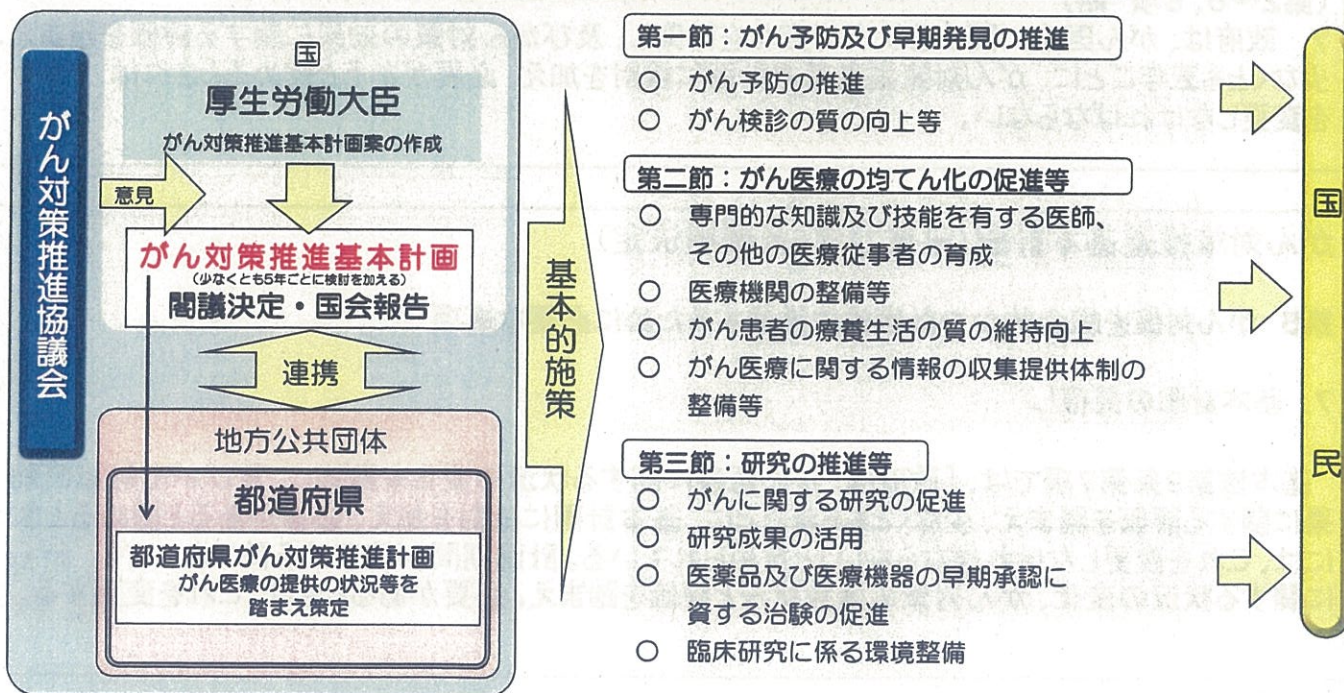 国
厚生労働大臣
がん対策推進基本計画案の作成
がん対策推進協議会
意見
がん対策推進基本計画
(少なくとも5年ごとに検討を加える)
閣議決定・国会報告
連携
地方公共団体
都道府県
都道府県がん対策推進計画
がん医療の提供の状況等を
踏まえ策定
基本的施策
第一節：がん予防及び早期発見の推進
○ がん予防の推進
○ がん検診の質の向上等
第二節：がん医療の均てん化の促進等
○ 専門的な知識及び技能を有する医師、
その他の医療従事者の育成
○ 医療機関の整備等
○ がん患者の療養生活の質の維持向上
○ がん医療に関する情報の収集提供体制の
整備等
第三節：研究の推進等
○ がんに関する研究の促進
○ 研究成果の活用
○ 医薬品及び医療機器の早期承認に
資する治験の促進
○ 臨床研究に係る環境整備
国民